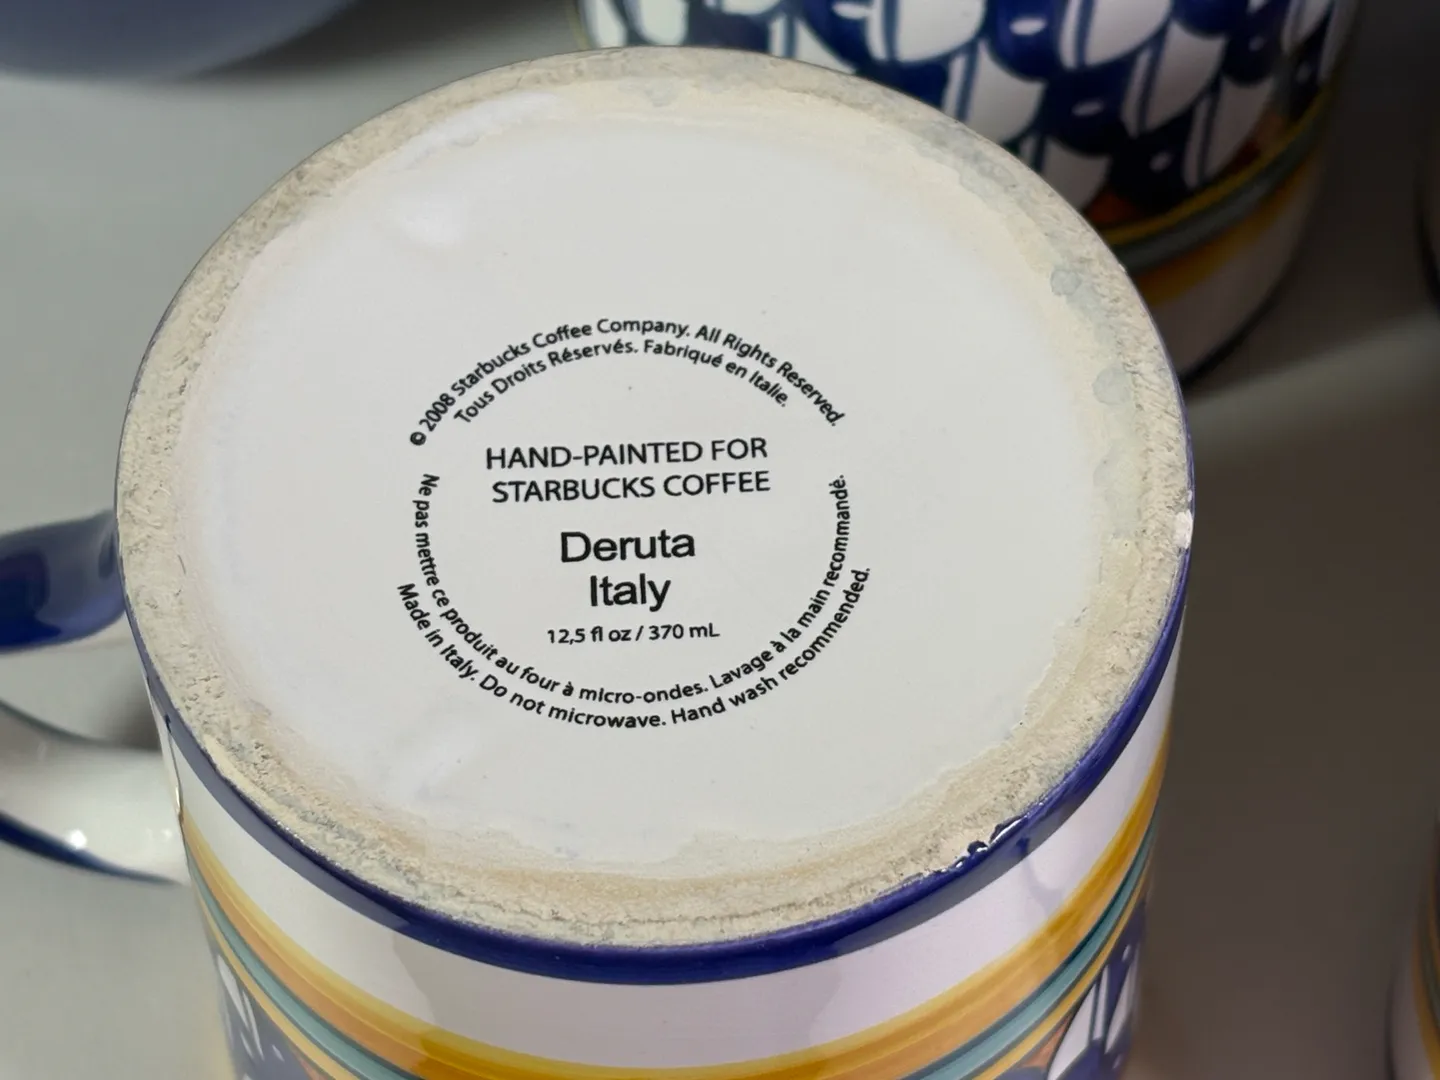 © 2008 Starbucks Coffee Company. All Rights Reserved.
Tous Droits Réservés. Fabriqué en Italie.
HAND-PAINTED FOR
STARBUCKS COFFEE
Deruta
Italy
12,5 fl oz / 370 mL
Ne pas mettre ce produit au four à micro-ondes. Lavage à la main recommandé.
Made in Italy. Do not microwave. Hand wash recommended.